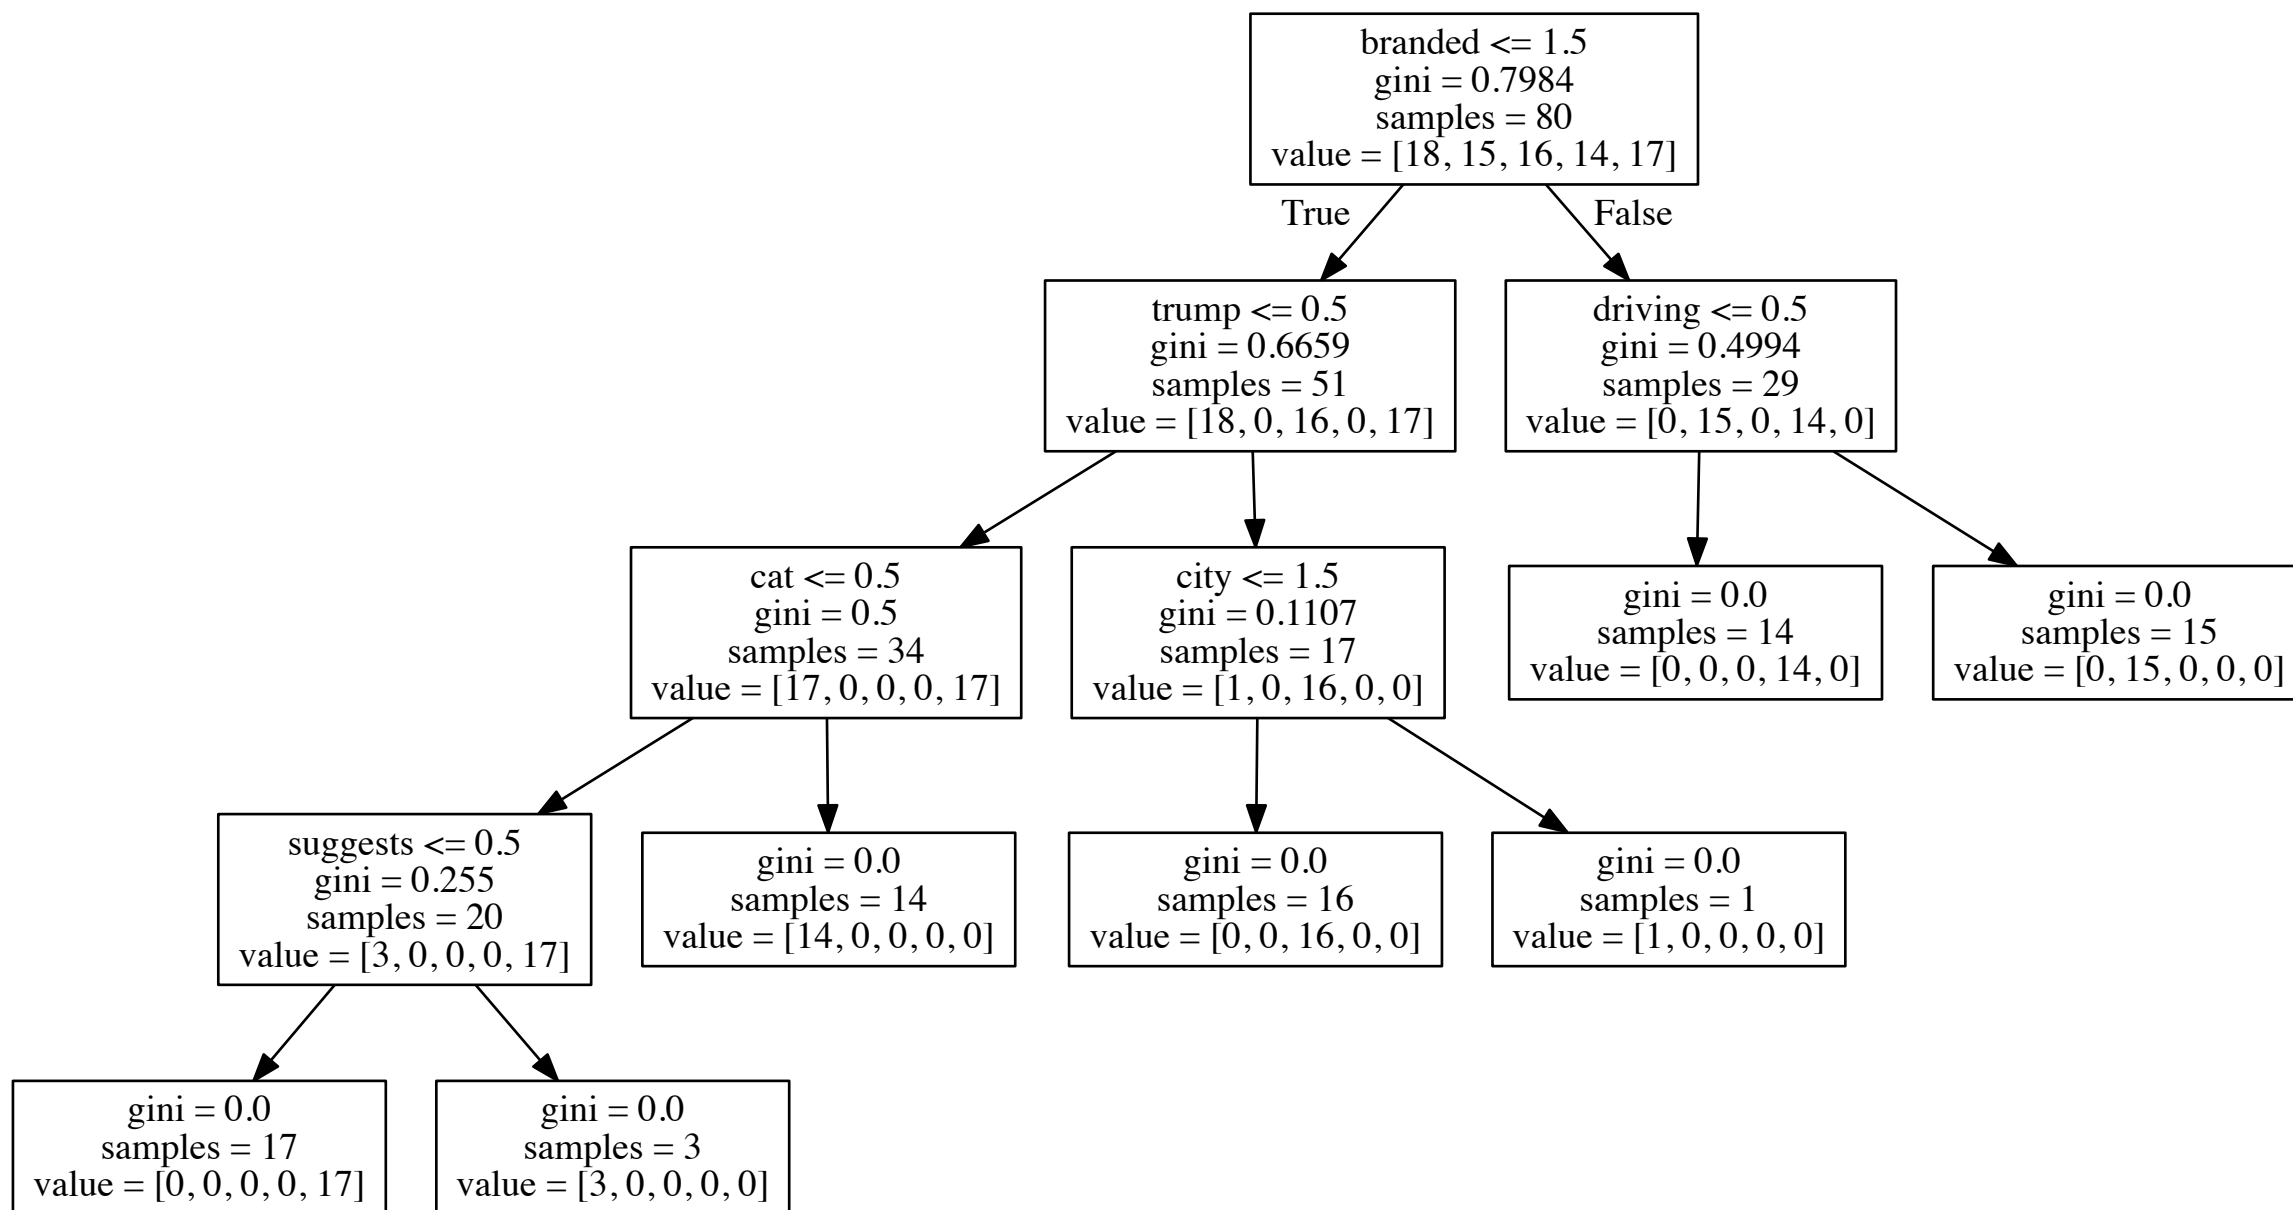 branded <= 1.5
gini = 0.7984
samples = 80
value = [18, 15, 16, 14, 17]
True
False
trump <= 0.5
gini = 0.6659
samples = 51
value = [18, 0, 16, 0, 17]
driving <= 0.5
gini = 0.4994
samples = 29
value = [0, 15, 0, 14, 0]
cat <= 0.5
gini = 0.5
samples = 34
value = [17, 0, 0, 0, 17]
city <= 1.5
gini = 0.1107
samples = 17
value = [1, 0, 16, 0, 0]
gini = 0.0
samples = 14
value = [0, 0, 0, 14, 0]
gini = 0.0
samples = 15
value = [0, 15, 0, 0, 0]
suggests <= 0.5
gini = 0.255
samples = 20
value = [3, 0, 0, 0, 17]
gini = 0.0
samples = 14
value = [14, 0, 0, 0, 0]
gini = 0.0
samples = 16
value = [0, 0, 16, 0, 0]
gini = 0.0
samples = 1
value = [1, 0, 0, 0, 0]
gini = 0.0
samples = 17
value = [0, 0, 0, 0, 17]
gini = 0.0
samples = 3
value = [3, 0, 0, 0, 0]